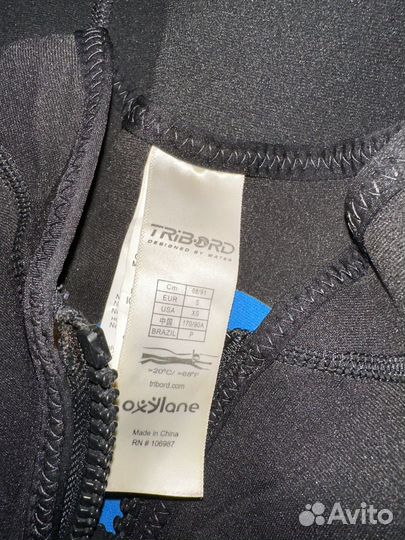 TRIBORD
DESIGNED BY WATER
Cm 88/91
EUR S
USA XS
中国 170/90A
BRAZIL P
>20°C/ >68°F
tribord.com
oxylane
Made in China
RN # 106987
Avito